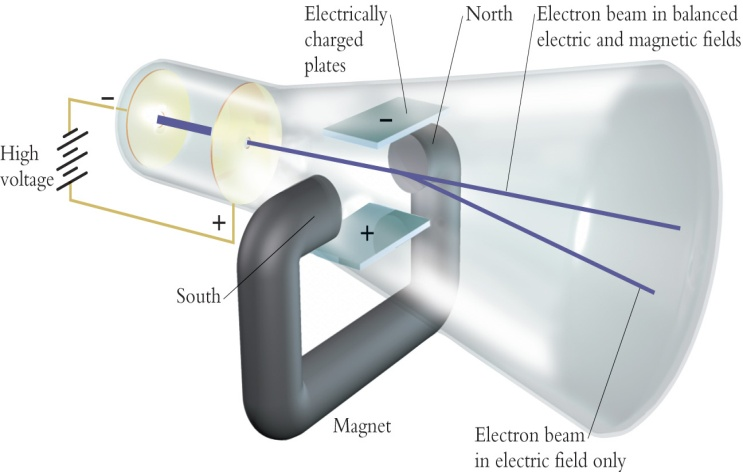 Electrically
charged
plates
North
Electron beam in balanced
electric and magnetic fields
-
-
High
voltage
+
+
South
Magnet
Electron beam
in electric field only